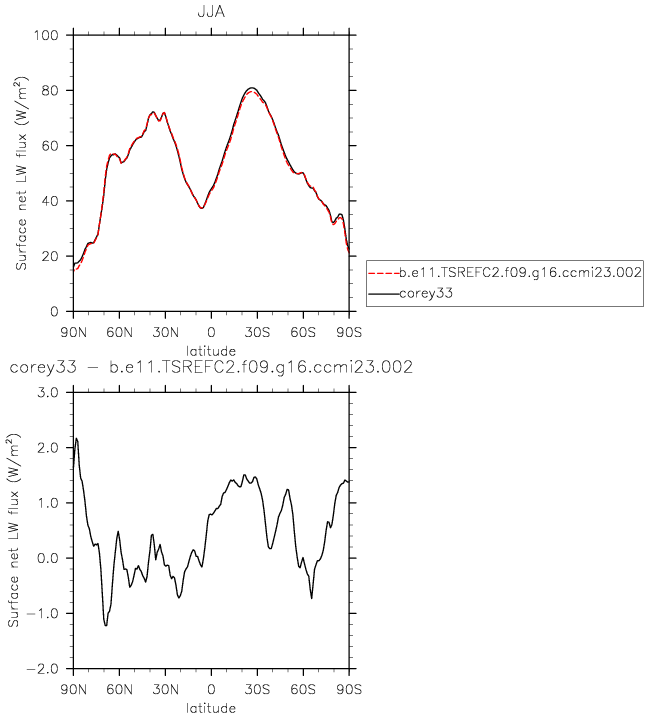 JJA
100
80
60
40
20
0
Surface net LW flux (W/m²)
90N 60N 30N 0 30S 60S 90S
latitude
b.e11.TSREFC2.f09.g16.ccmi23.002
corey33
corey33 − b.e11.TSREFC2.f09.g16.ccmi23.002
3.0
2.0
1.0
0.0
−1.0
−2.0
Surface net LW flux (W/m²)
90N 60N 30N 0 30S 60S 90S
latitude